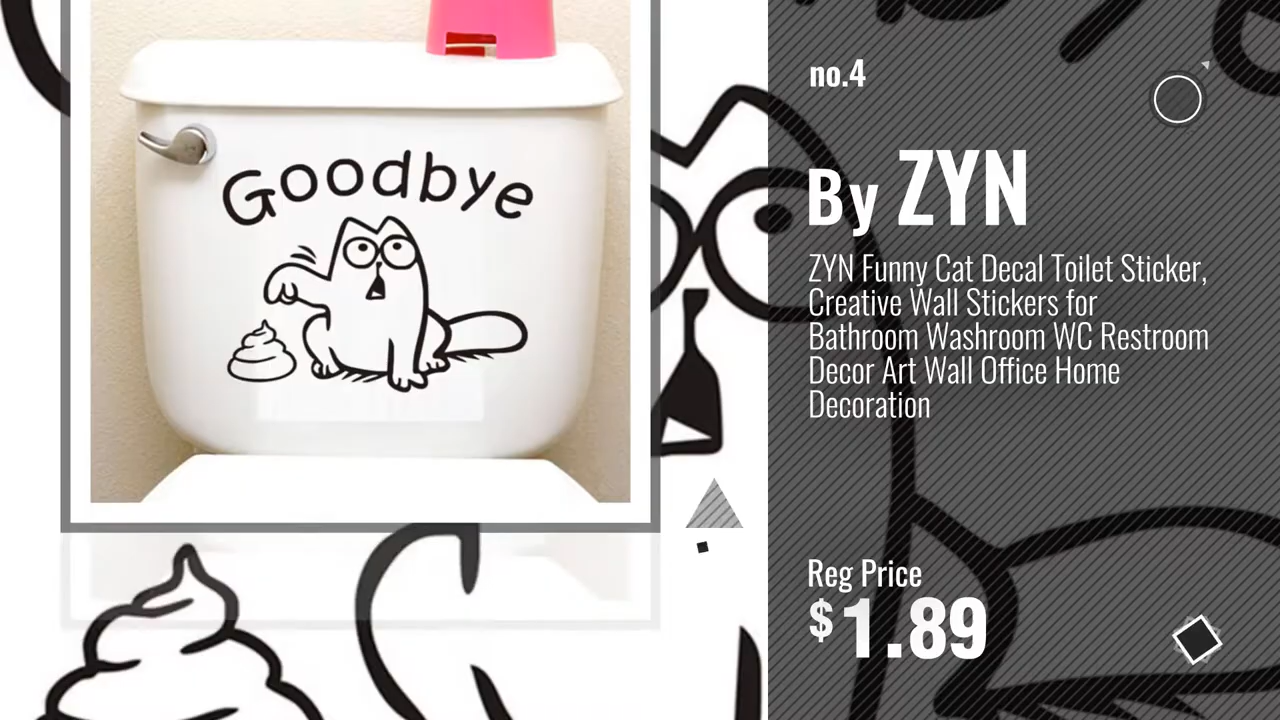 Goodbye
no.4
By ZYN
ZYN Funny Cat Decal Toilet Sticker,
Creative Wall Stickers for
Bathroom Washroom WC Restroom
Decor Art Wall Office Home
Decoration
Reg Price
$1.89